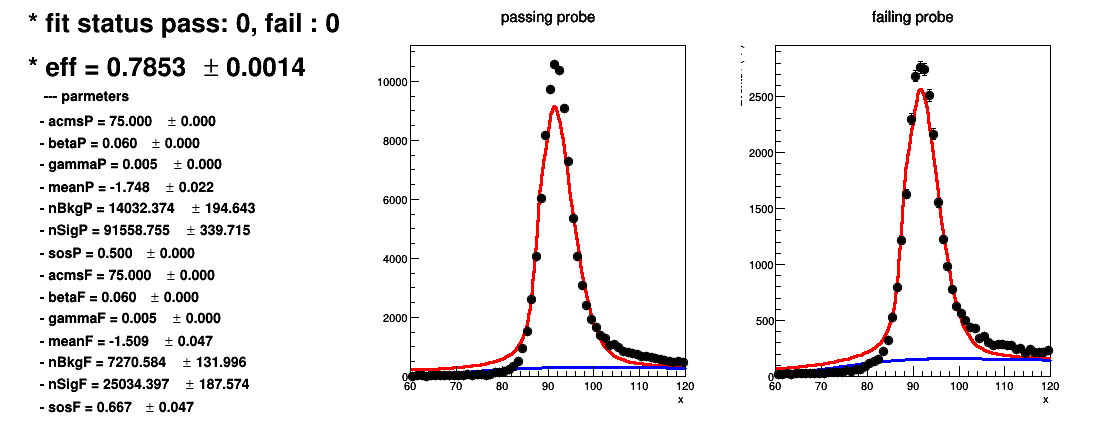 * fit status pass: 0, fail : 0
* eff = 0.7853 ± 0.0014
--- parmeters
- acmsP = 75.000 ± 0.000
- betaP = 0.060 ± 0.000
- gammaP = 0.005 ± 0.000
- meanP = -1.748 ± 0.022
- nBkgP = 14032.374 ± 194.643
- nSigP = 91558.755 ± 339.715
- sosP = 0.500 ± 0.000
- acmsF = 75.000 ± 0.000
- betaF = 0.060 ± 0.000
- gammaF = 0.005 ± 0.000
- meanF = -1.509 ± 0.047
- nBkgF = 7270.584 ± 131.996
- nSigF = 25034.397 ± 187.574
- sosF = 0.667 ± 0.047
passing probe
10000
8000
6000
4000
2000
0
60 70 80 90 100 110 120
x
failing probe
2500
2000
1500
1000
500
0
60 70 80 90 100 110 120
x